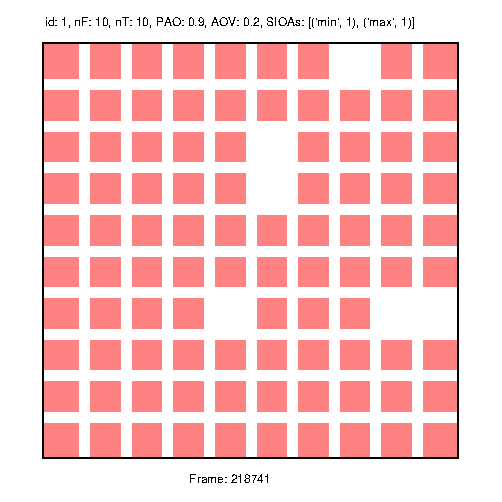 id: 1, nF: 10, nT: 10, PAO: 0.9, AOV: 0.2, SIOAs: [('min', 1), ('max', 1)]
Frame: 218741